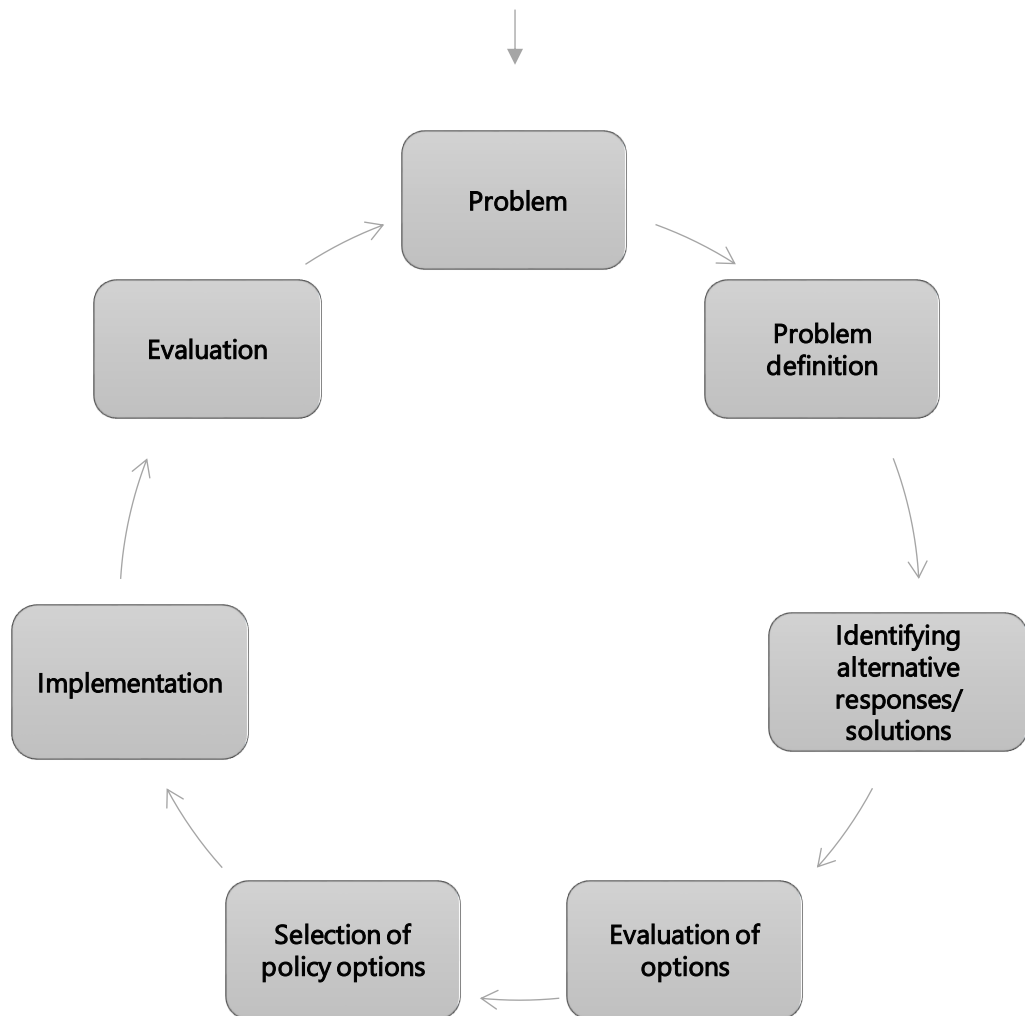 Problem
Problem
definition
Identifying
alternative
responses/
solutions
Evaluation of
options
Selection of
policy options
Implementation
Evaluation